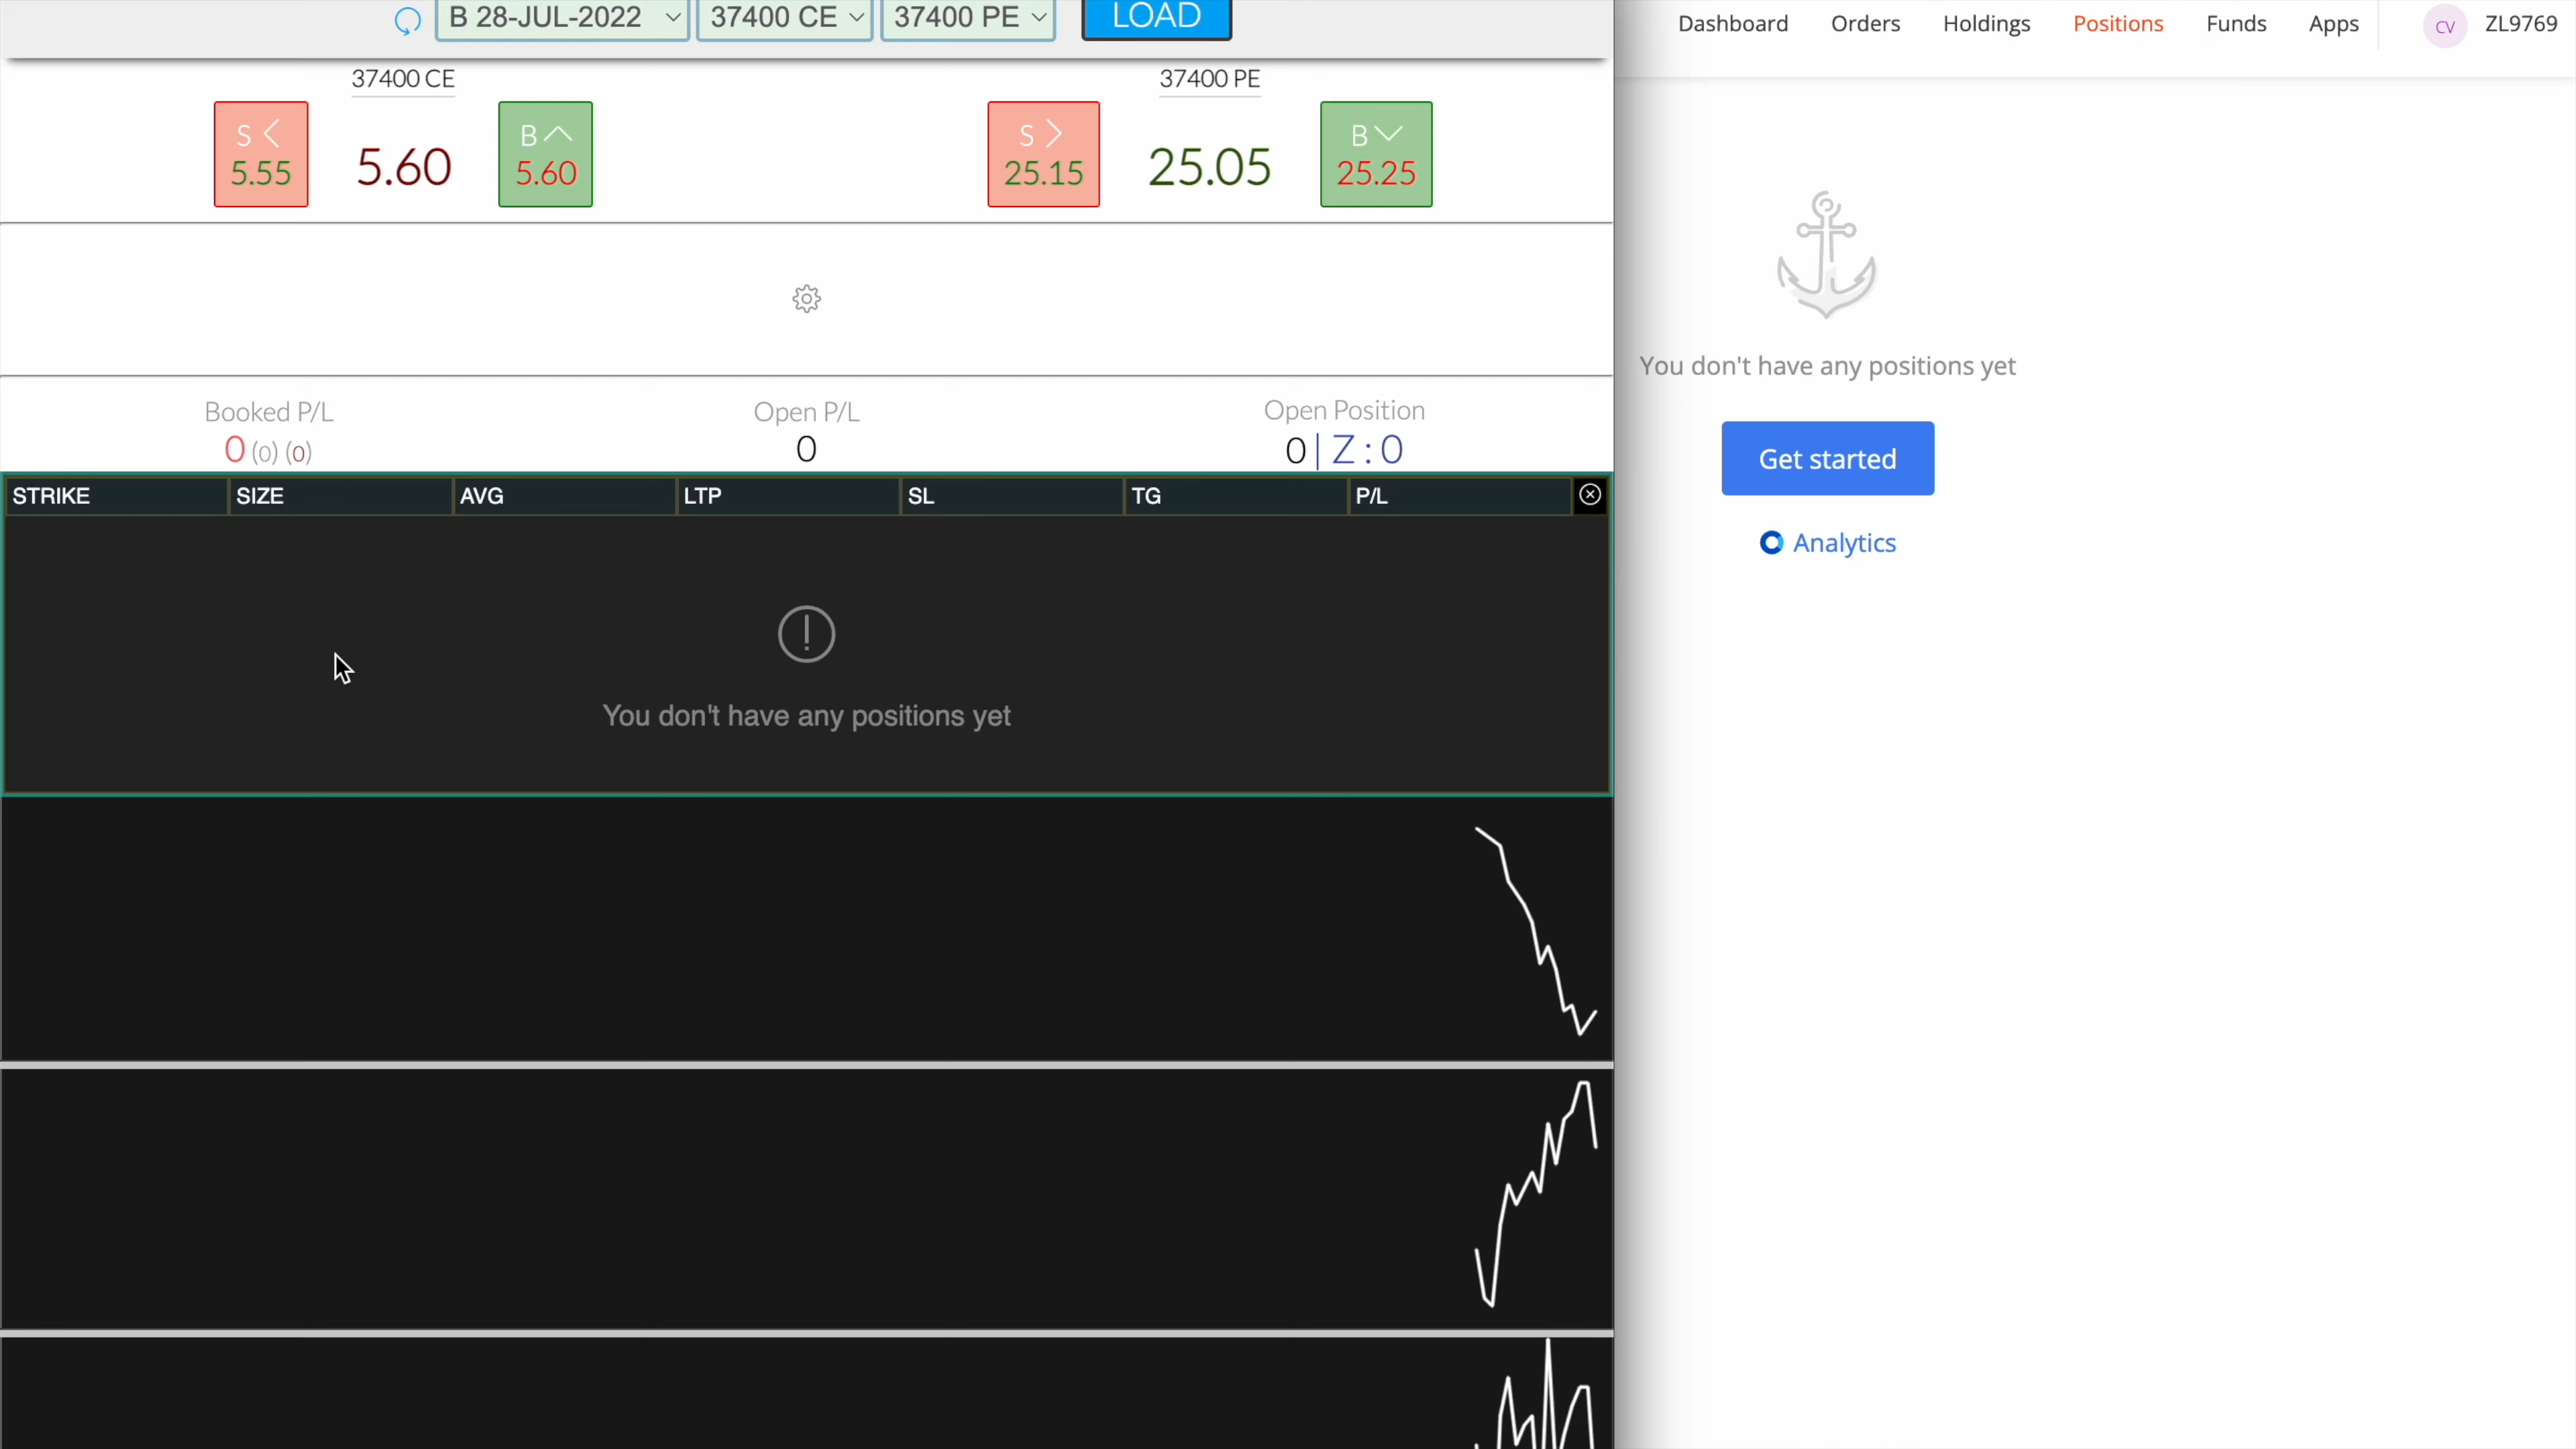 B 28-JUL-2022 37400 CE 37400 PE LOAD
Dashboard Orders Holdings Positions Funds Apps CV ZL9769
37400 CE 37400 PE
S B S B
5.55 5.60 5.60 25.15 25.05 25.25
You don't have any positions yet
Get started
Analytics
Booked P/L Open P/L Open Position
0 (0) (0) 0 0 | Z : 0
STRIKE SIZE AVG LTP SL TG P/L
You don't have any positions yet